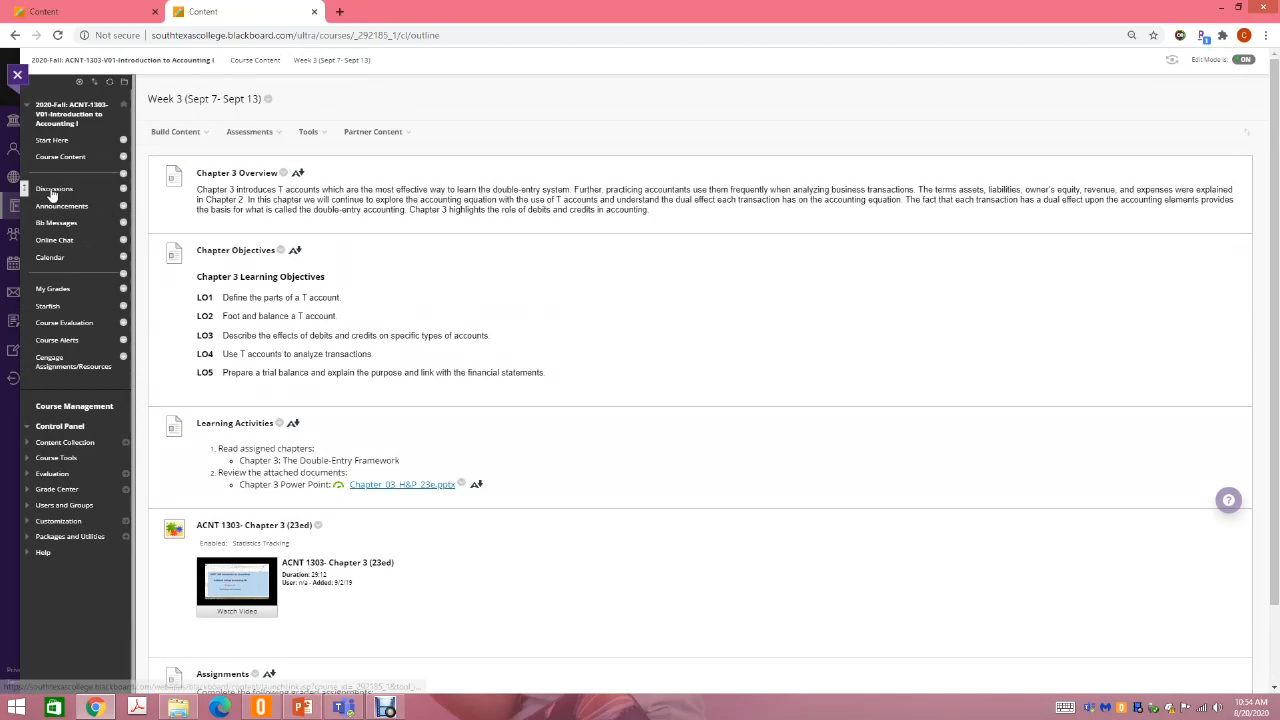 Content
Content
Not secure | southtexascollege.blackboard.com/ultra/courses/_292185_1/cl/outline
2020-Fall: ACNT-1303-V01-Introduction to Accounting I Course Content Week 3 (Sept 7- Sept 13)
Edit Mode is: ON
2020-Fall: ACNT-1303-
V01-Introduction to
Accounting I
Start Here
Course Content
Discussions
Announcements
Bb Messages
Online Chat
Calendar
My Grades
Starfish
Course Evaluation
Course Alerts
Cengage
Assignments/Resources
Course Management
Control Panel
Content Collection
Course Tools
Evaluation
Grade Center
Users and Groups
Customization
Packages and Utilities
Help
Week 3 (Sept 7- Sept 13)
Build Content Assessments Tools Partner Content
Chapter 3 Overview
Chapter 3 introduces T accounts which are the most effective way to learn the double-entry system. Further, practicing accountants use them frequently when analyzing business transactions. The terms assets, liabilities, owner's equity, revenue, and expenses were explained
in Chapter 2. In this chapter we will continue to explore the accounting equation with the use of T accounts and understand the dual effect each transaction has on the accounting equation. The fact that each transaction has a dual effect upon the accounting elements provides
the basis for what is called the double-entry accounting. Chapter 3 highlights the role of debits and credits in accounting.
Chapter Objectives
Chapter 3 Learning Objectives
LO1 Define the parts of a T account.
LO2 Foot and balance a T account.
LO3 Describe the effects of debits and credits on specific types of accounts.
LO4 Use T accounts to analyze transactions.
LO5 Prepare a trial balance and explain the purpose and link with the financial statements.
Learning Activities
1. Read assigned chapters:
Chapter 3: The Double-Entry Framework
2. Review the attached documents:
Chapter 3 Power Point: Chapter_03_H&P_23e.pptx
ACNT 1303- Chapter 3 (23ed)
Enabled: Statistics Tracking
ACNT 1303- Chapter 3 (23ed)
Duration: 29:12
User: n/a - Added: 9/2/19
Watch Video
Assignments
10:54 AM
8/20/2020